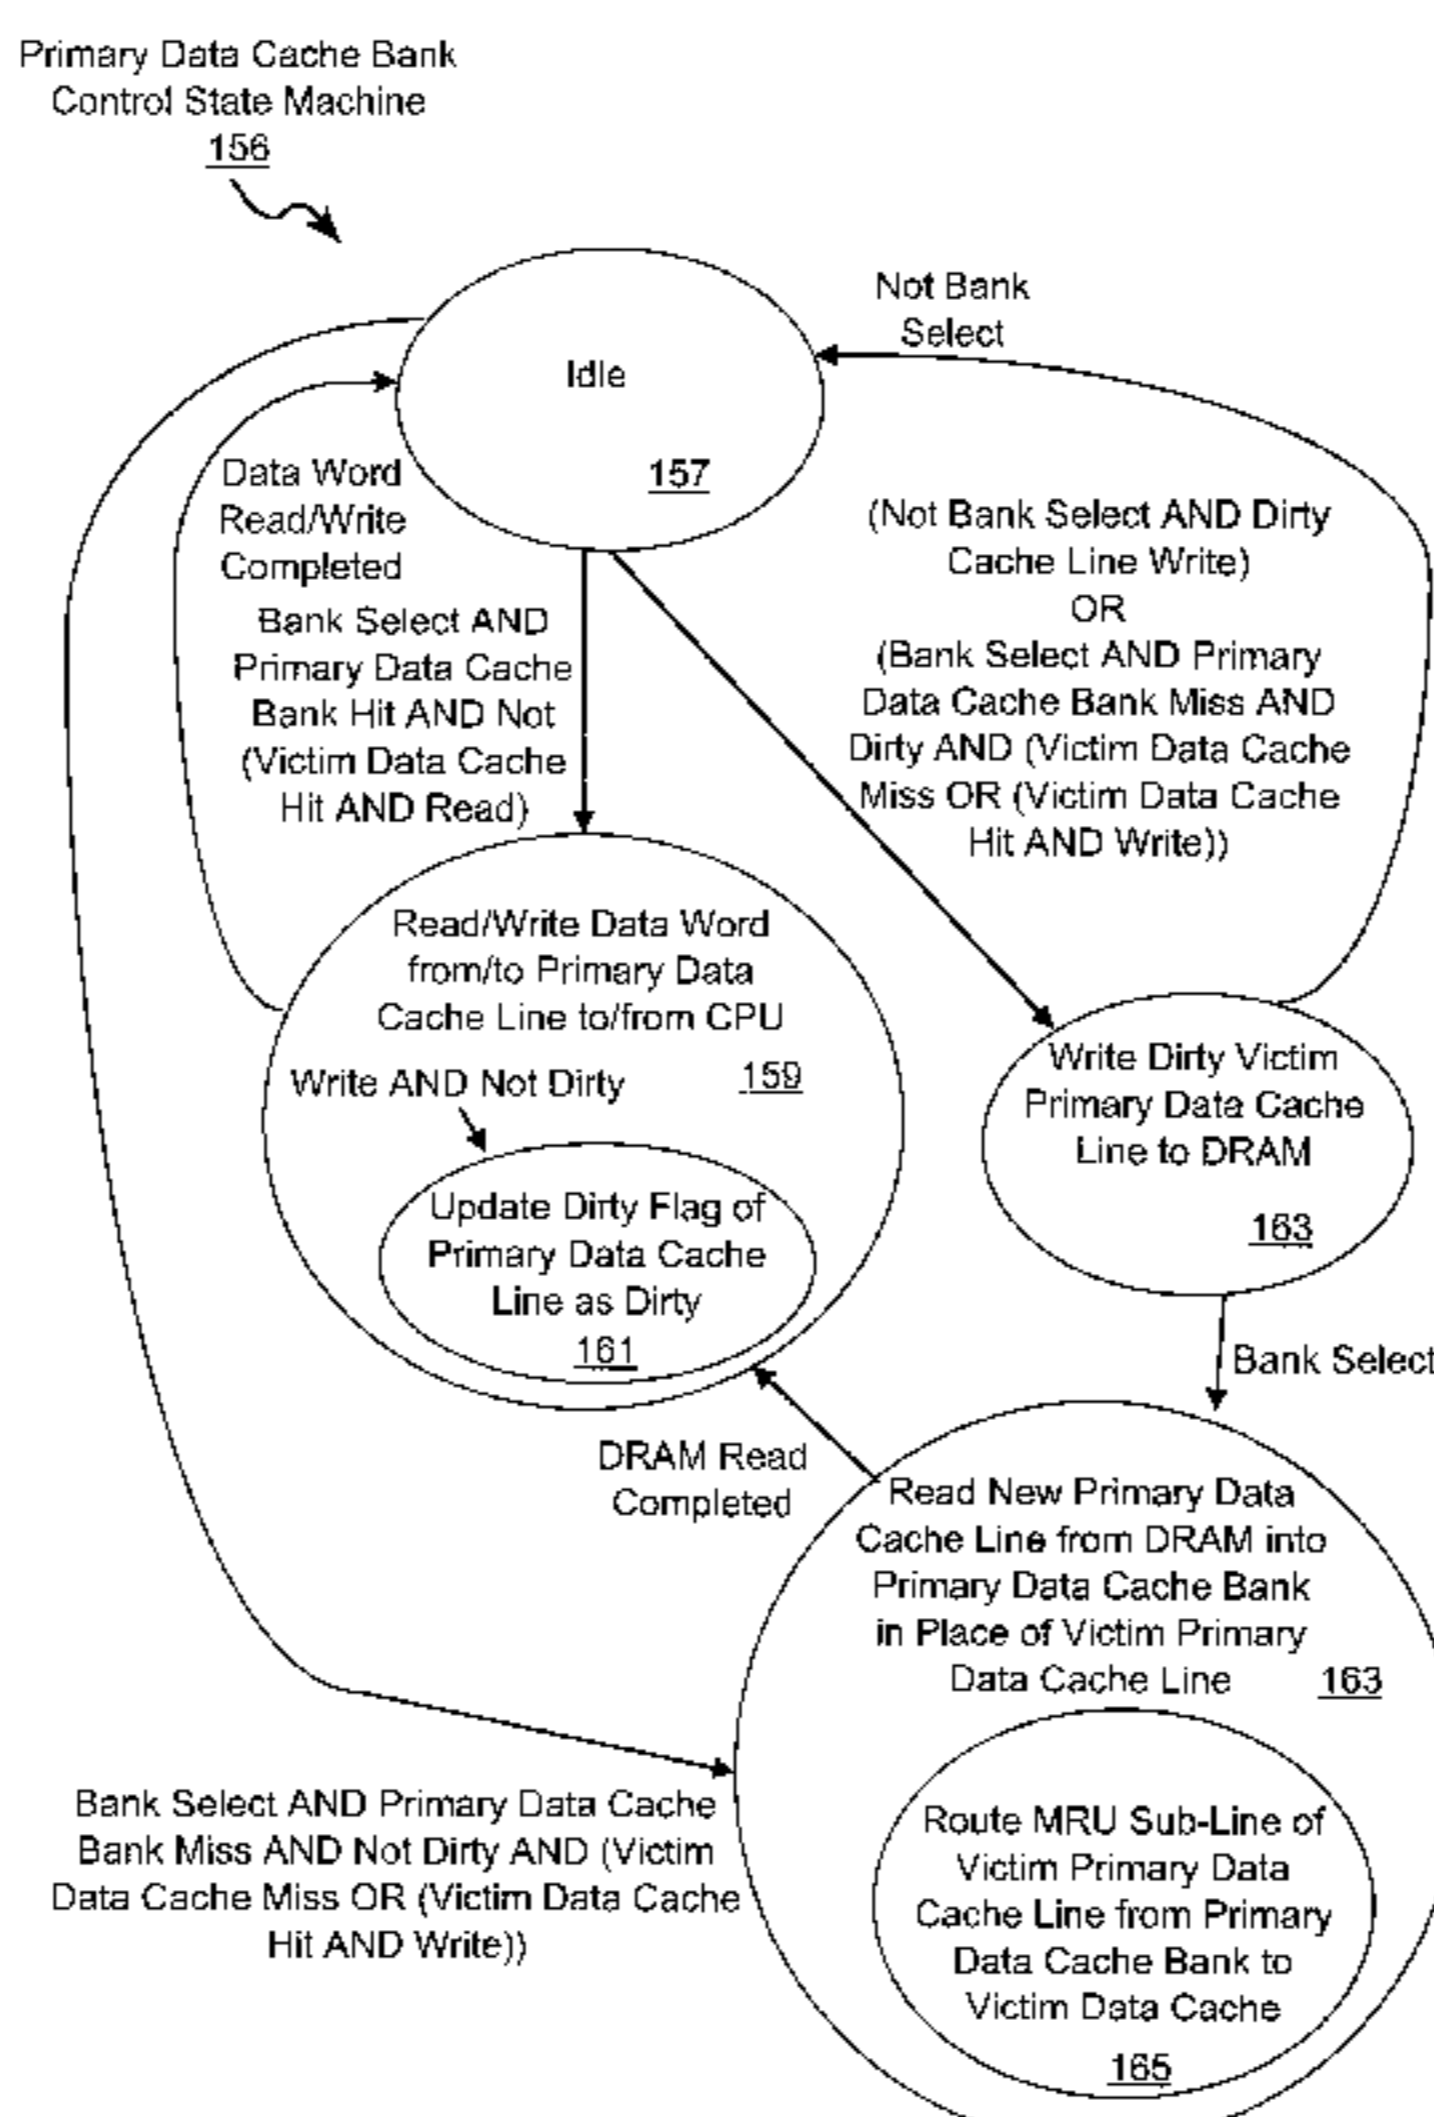 Primary Data Cache Bank
Control State Machine
156
Idle
157
Not Bank
Select
Data Word
Read/Write
Completed
Bank Select AND
Primary Data Cache
Bank Hit AND Not
(Victim Data Cache
Hit AND Read)
(Not Bank Select AND Dirty
Cache Line Write)
OR
(Bank Select AND Primary
Data Cache Bank Miss AND
Dirty AND (Victim Data Cache
Miss OR (Victim Data Cache
Hit AND Write))
Read/Write Data Word
from/to Primary Data
Cache Line to/from CPU
159
Write AND Not Dirty
Update Dirty Flag of
Primary Data Cache
Line as Dirty
161
Write Dirty Victim
Primary Data Cache
Line to DRAM
163
Bank Select
DRAM Read
Completed
Read New Primary Data
Cache Line from DRAM into
Primary Data Cache Bank
in Place of Victim Primary
Data Cache Line
163
Bank Select AND Primary Data Cache
Bank Miss AND Not Dirty AND (Victim
Data Cache Miss OR (Victim Data Cache
Hit AND Write))
Route MRU Sub-Line of
Victim Primary Data
Cache Line from Primary
Data Cache Bank to
Victim Data Cache
165